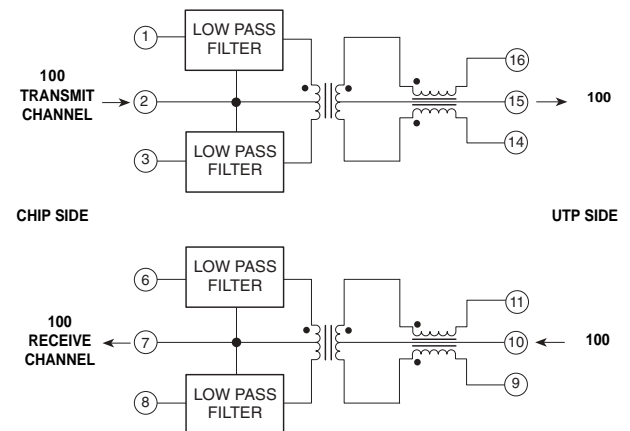 1
LOW PASS
FILTER
16
100
TRANSMIT
CHANNEL
2
15
100
3
LOW PASS
FILTER
14
CHIP SIDE
UTP SIDE
6
LOW PASS
FILTER
11
100
RECEIVE
CHANNEL
7
10
100
8
LOW PASS
FILTER
9